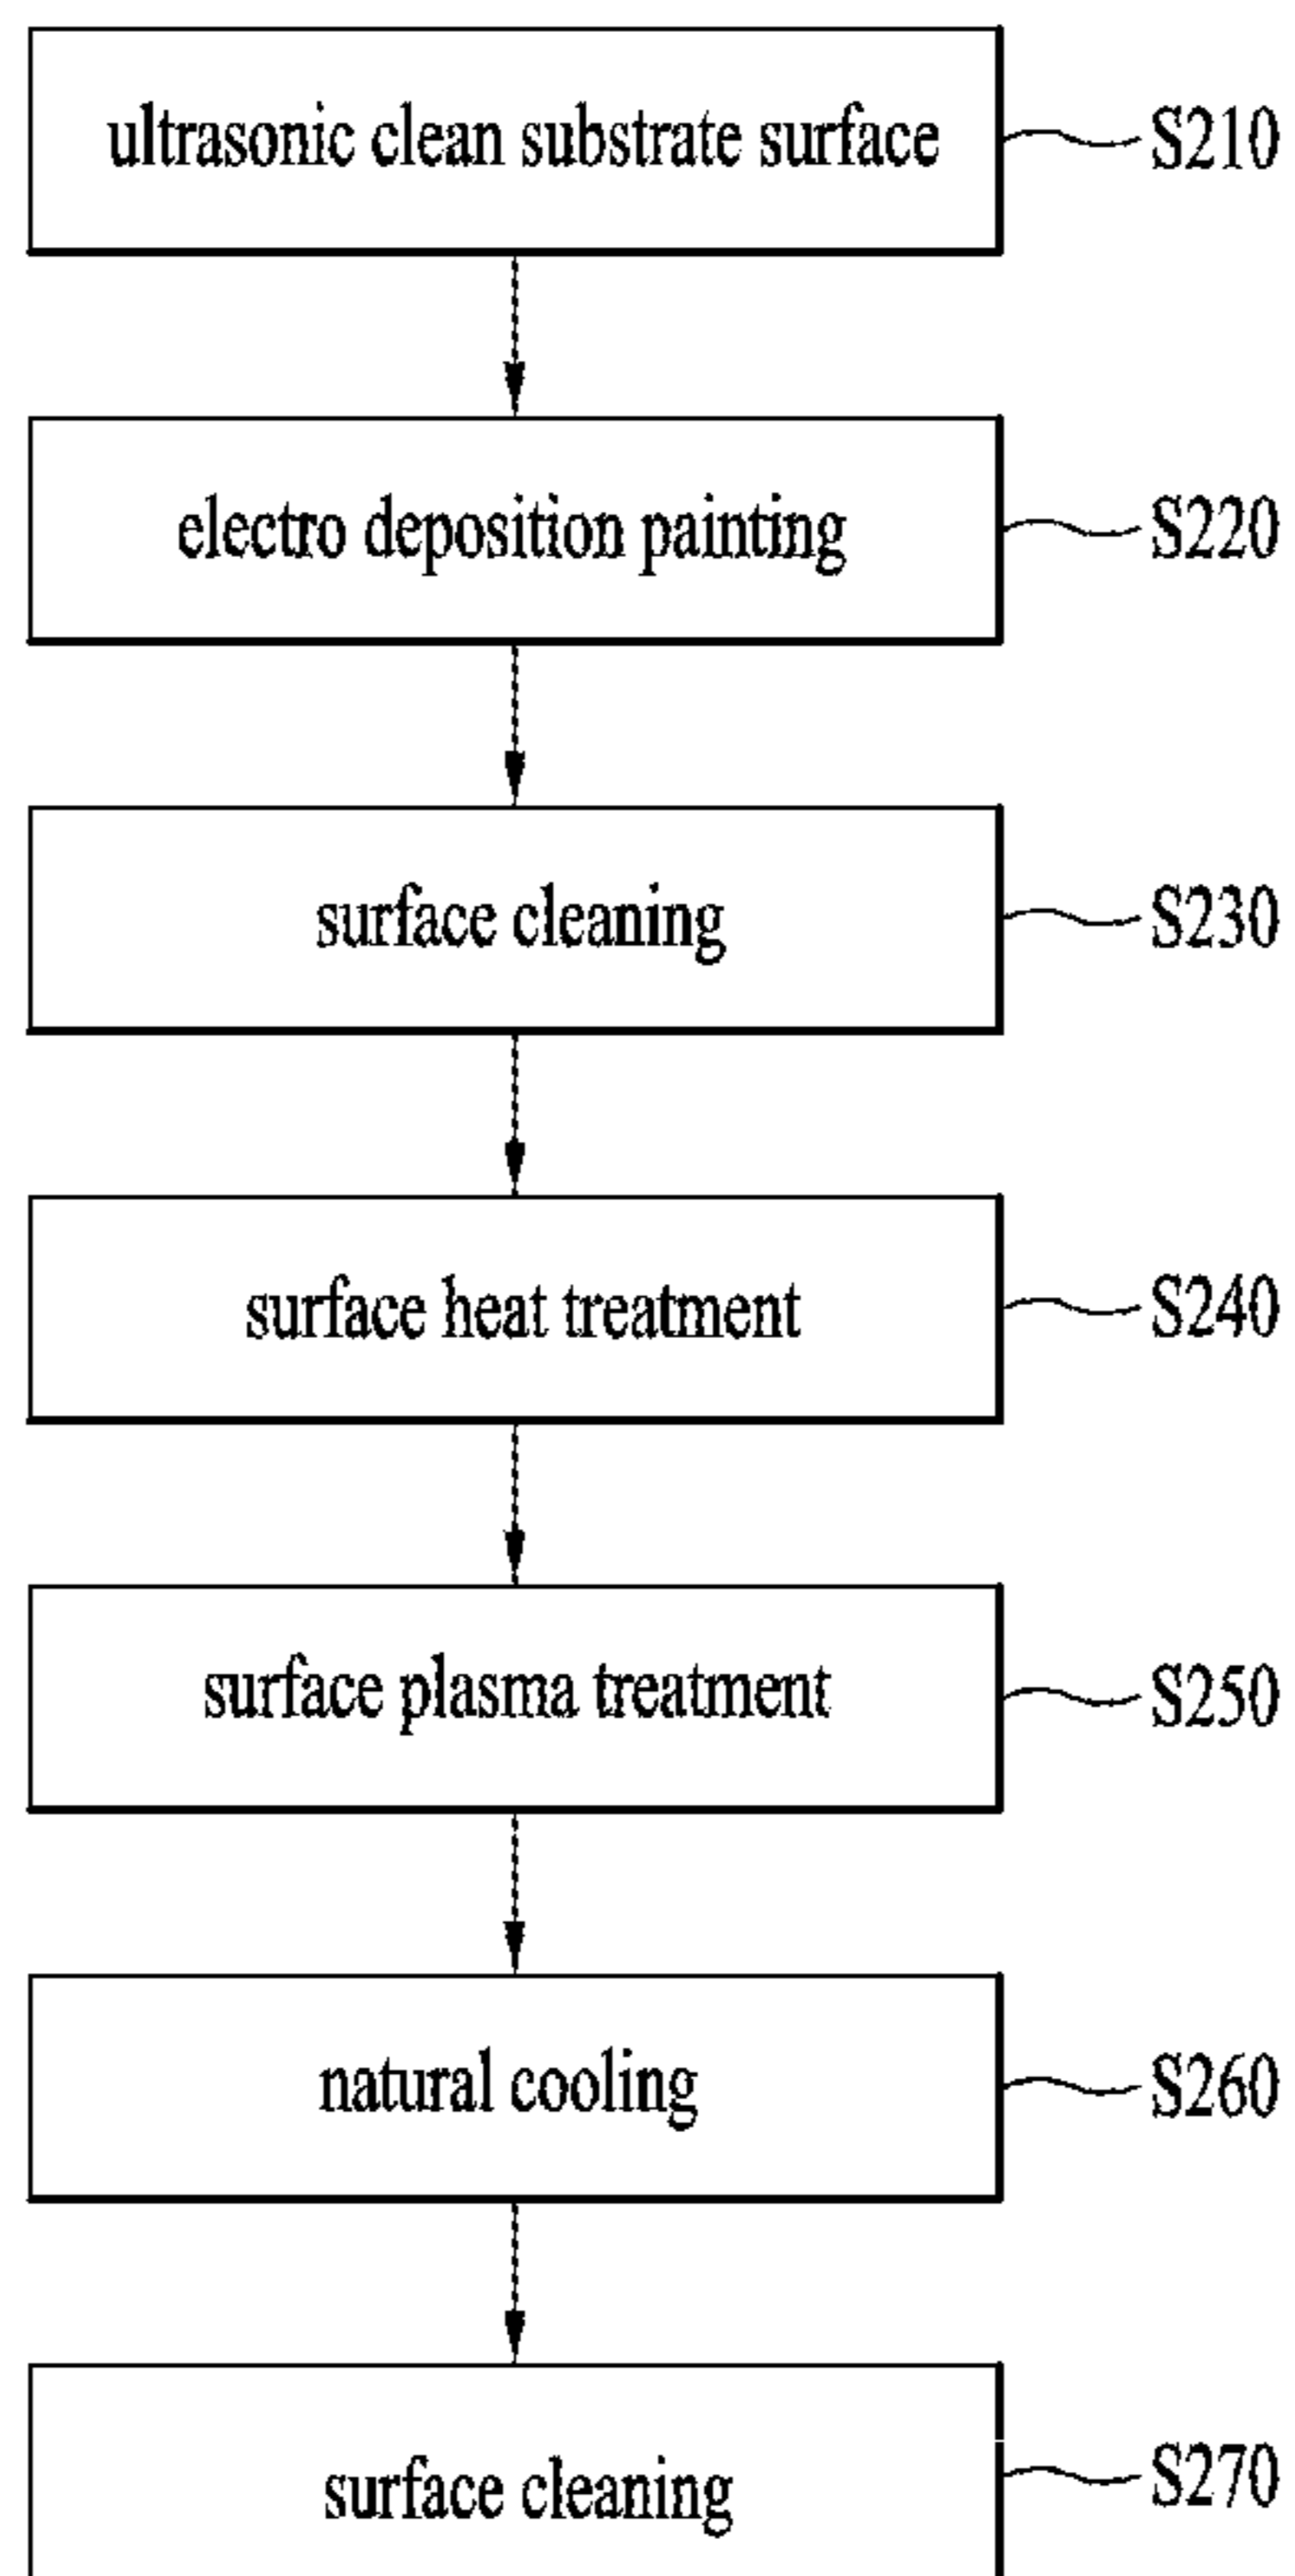 ultrasonic clean substrate surface S210
electro deposition painting S220
surface cleaning S230
surface heat treatment S240
surface plasma treatment S250
natural cooling S260
surface cleaning S270